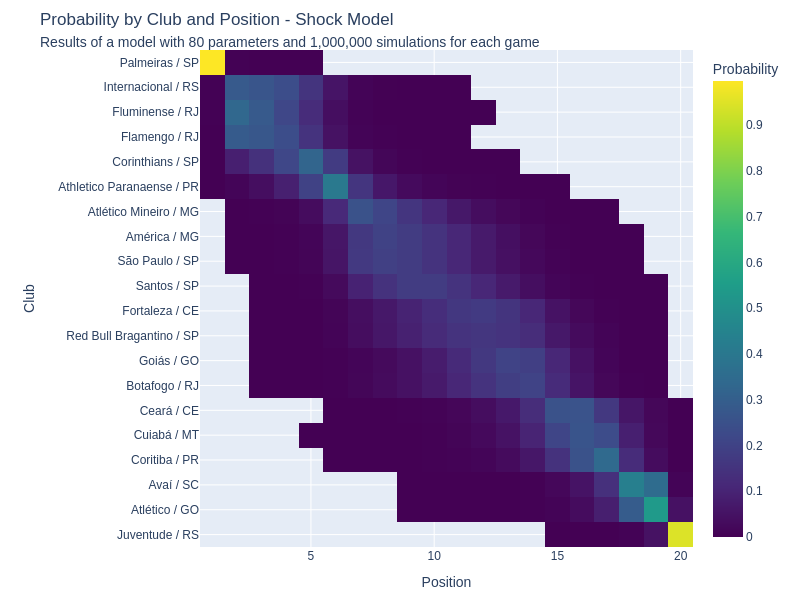 Probability by Club and Position - Shock Model
Results of a model with 80 parameters and 1,000,000 simulations for each game
Palmeiras / SP
Internacional / RS
Fluminense / RJ
Flamengo / RJ
Corinthians / SP
Athletico Paranaense / PR
Atlético Mineiro / MG
América / MG
São Paulo / SP
Santos / SP
Fortaleza / CE
Red Bull Bragantino / SP
Goiás / GO
Botafogo / RJ
Ceará / CE
Cuiabá / MT
Coritiba / PR
Avaí / SC
Atlético / GO
Juventude / RS
Club
5 10 15 20
Position
Probability
0.9
0.8
0.7
0.6
0.5
0.4
0.3
0.2
0.1
0